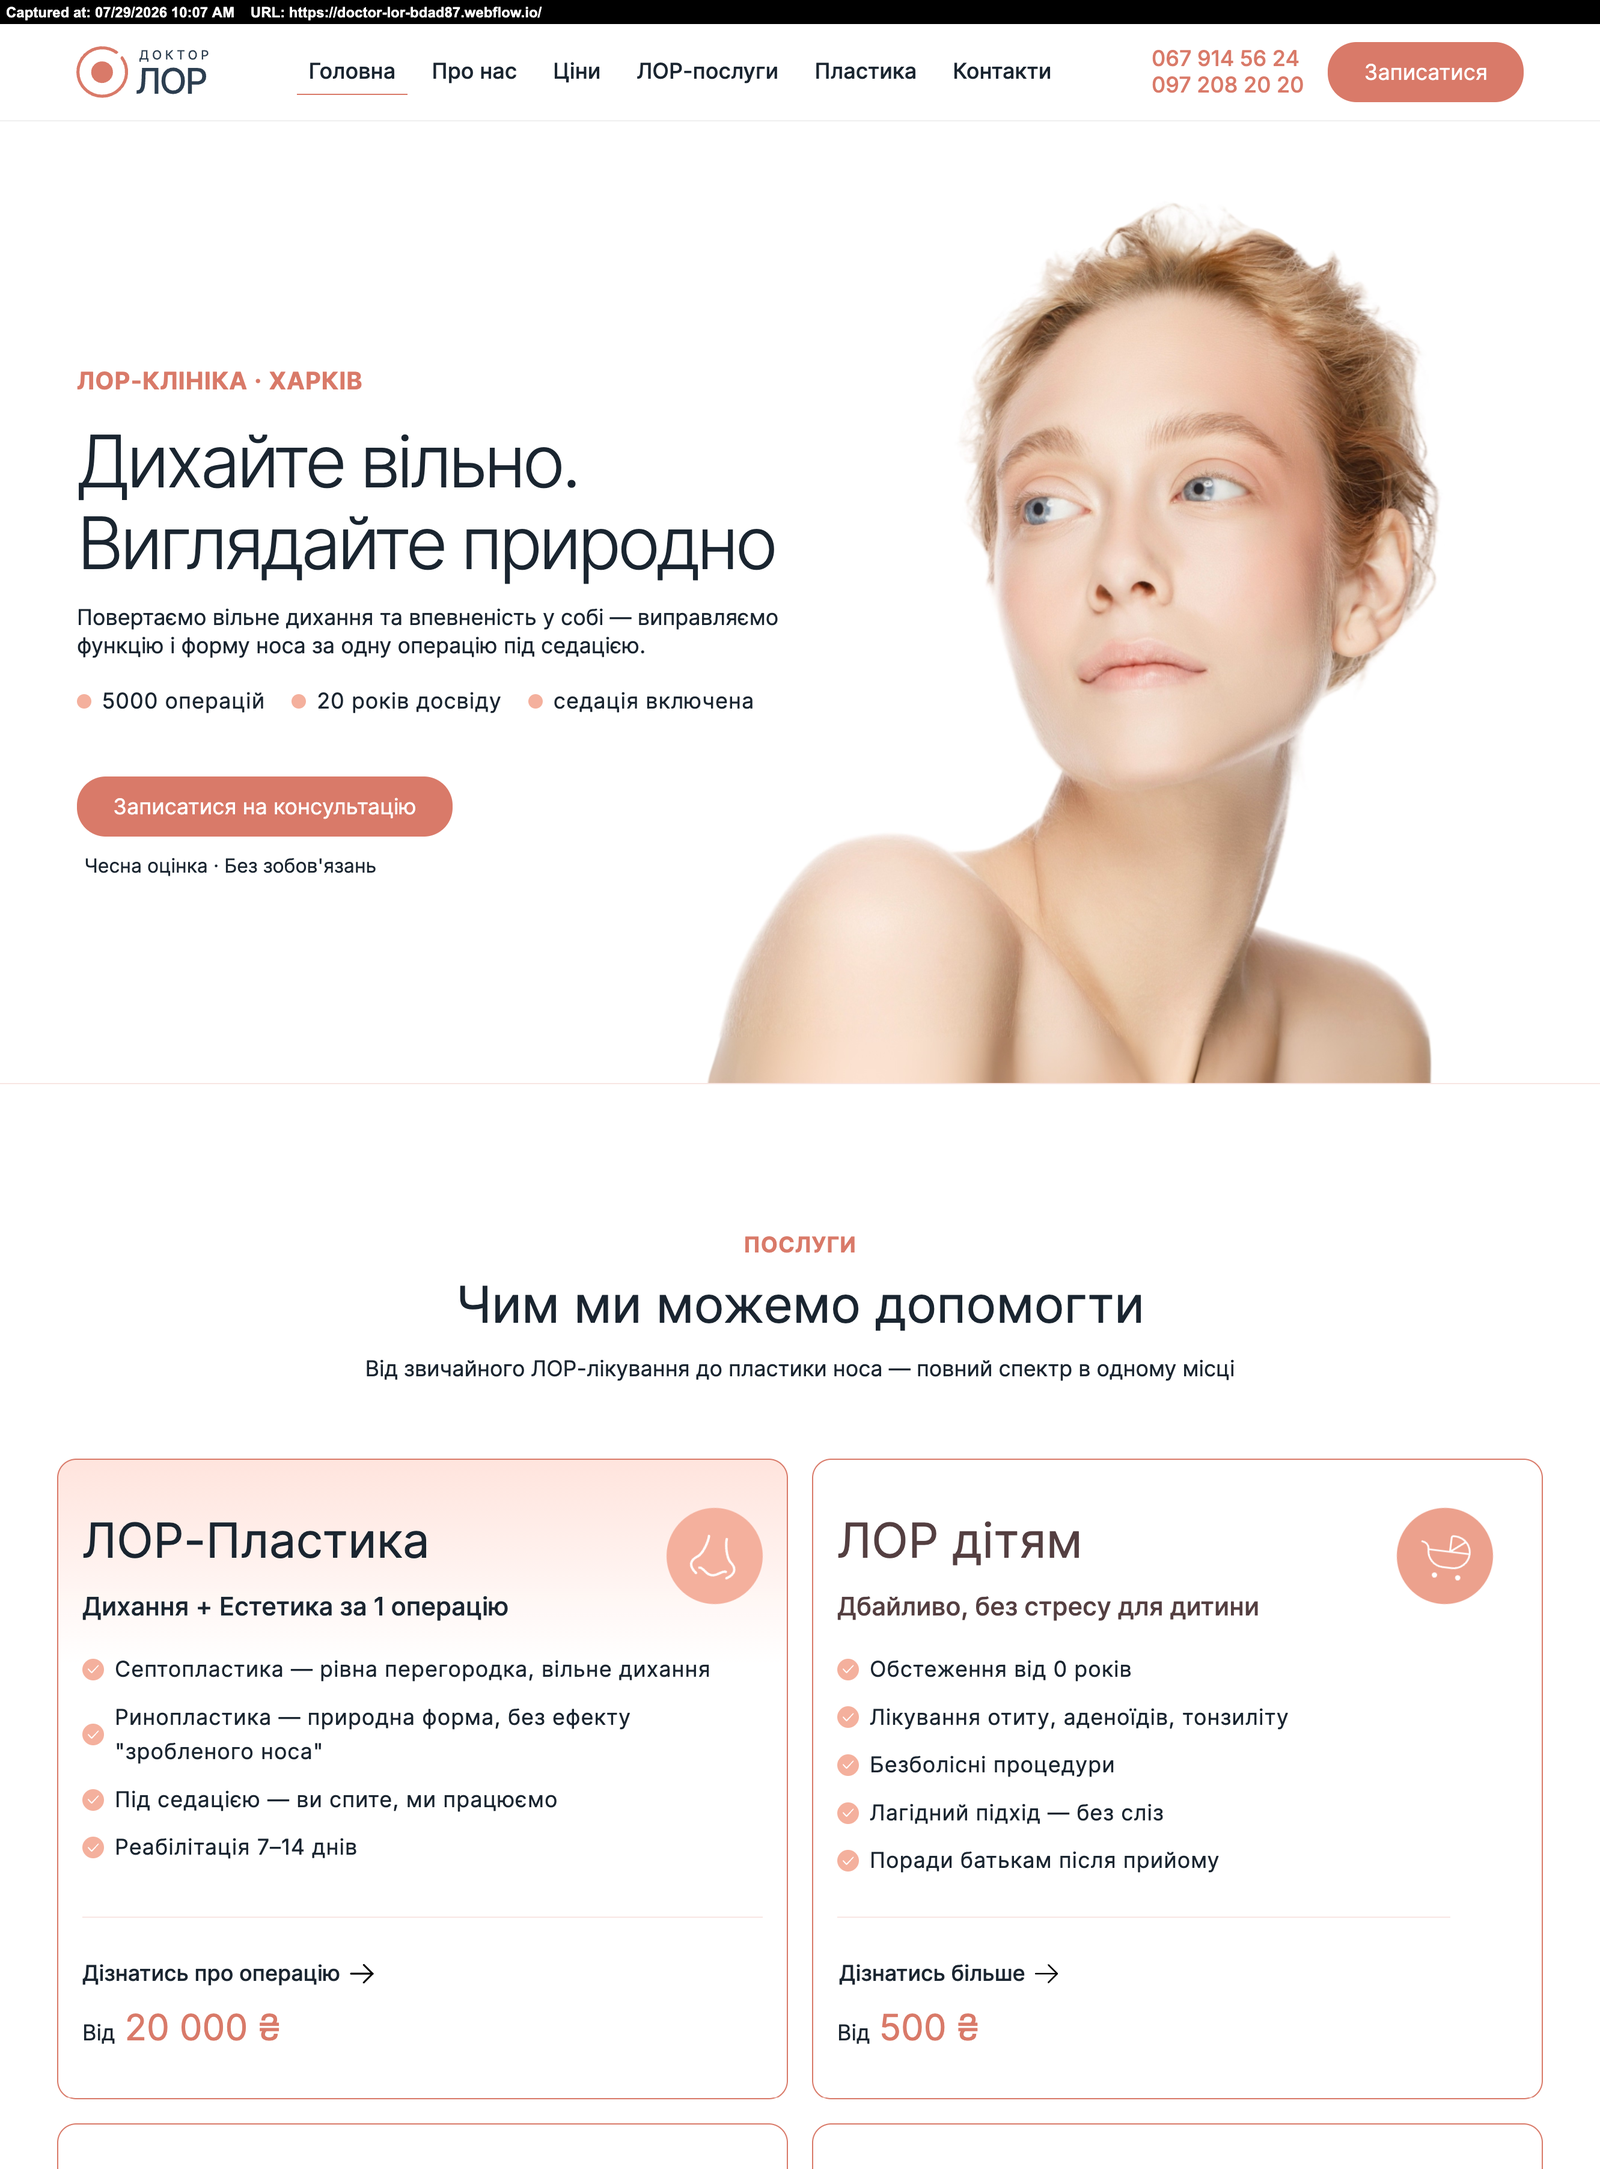 Captured at: 07/29/2026 10:07 AM    URL: https://doctor-lor-bdad87.webflow.io/
ДОКТОР
ЛОР
Головна
Про нас
Ціни
ЛОР-послуги
Пластика
Контакти
067 914 56 24
097 208 20 20
Записатися
ЛОР-КЛІНІКА · ХАРКІВ
Дихайте вільно.
Виглядайте природно
Повертаємо вільне дихання та впевненість у собі — виправляємо
функцію і форму носа за одну операцію під седацією.
5000 операцій
20 років досвіду
седація включена
Записатися на консультацію
Чесна оцінка · Без зобов'язань
ПОСЛУГИ
Чим ми можемо допомогти
Від звичайного ЛОР-лікування до пластики носа — повний спектр в одному місці
ЛОР-Пластика
Дихання + Естетика за 1 операцію
Септопластика — рівна перегородка, вільне дихання
Ринопластика — природна форма, без ефекту
"зробленого носа"
Під седацією — ви спите, ми працюємо
Реабілітація 7–14 днів
Дізнатись про операцію
Від 20 000 ₴
ЛОР дітям
Дбайливо, без стресу для дитини
Обстеження від 0 років
Лікування отиту, аденоїдів, тонзиліту
Безболісні процедури
Лагідний підхід — без сліз
Поради батькам після прийому
Дізнатись більше
Від 500 ₴